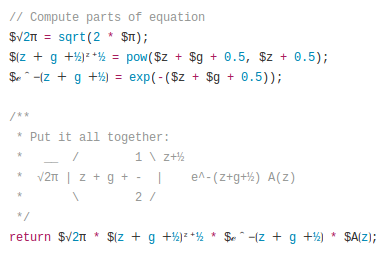 // Compute parts of equation
$√2π = sqrt(2 * $π);
$(z + g +½)ᶻ⁺½ = pow($z + $g + 0.5, $z + 0.5);
$ℯ＾−(z + g +½) = exp(-($z + $g + 0.5));
/**
* Put it all together:
* __ / 1 \ z+½
* √2π | z + g + - | e^-(z+g+½) A(z)
* \ 2 /
*/
return $√2π * $(z + g +½)ᶻ⁺½ * $ℯ＾−(z + g +½) * $A(z);